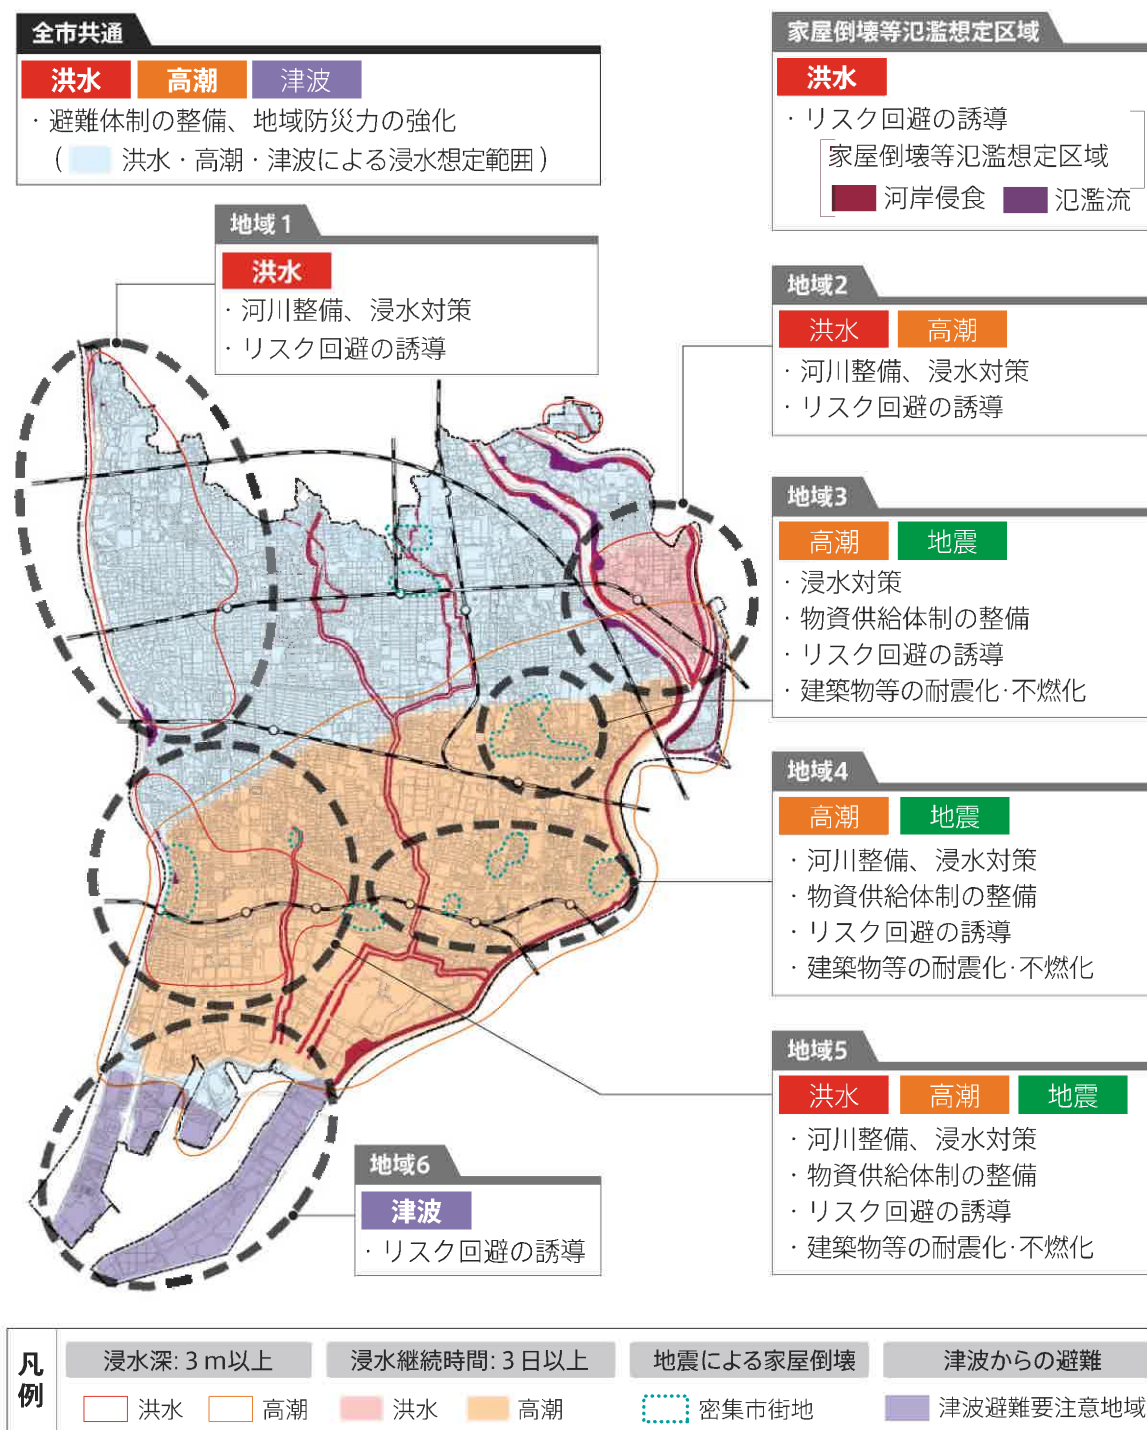 全市共通
洪水 高潮 津波
・避難体制の整備、地域防災力の強化
( 洪水・高潮・津波による浸水想定範囲 )
家屋倒壊等氾濫想定区域
洪水
・リスク回避の誘導
家屋倒壊等氾濫想定区域
河岸侵食 氾濫流
地域1
洪水
・河川整備、浸水対策
・リスク回避の誘導
地域2
洪水 高潮
・河川整備、浸水対策
・リスク回避の誘導
地域3
高潮 地震
・浸水対策
・物資供給体制の整備
・リスク回避の誘導
・建築物等の耐震化・不燃化
地域4
高潮 地震
・河川整備、浸水対策
・物資供給体制の整備
・リスク回避の誘導
・建築物等の耐震化・不燃化
地域5
洪水 高潮 地震
・河川整備、浸水対策
・物資供給体制の整備
・リスク回避の誘導
・建築物等の耐震化・不燃化
地域6
津波
・リスク回避の誘導
凡例
浸水深:3m以上 浸水継続時間:3日以上 地震による家屋倒壊 津波からの避難
洪水 高潮 洪水 高潮 密集市街地 津波避難要注意地域